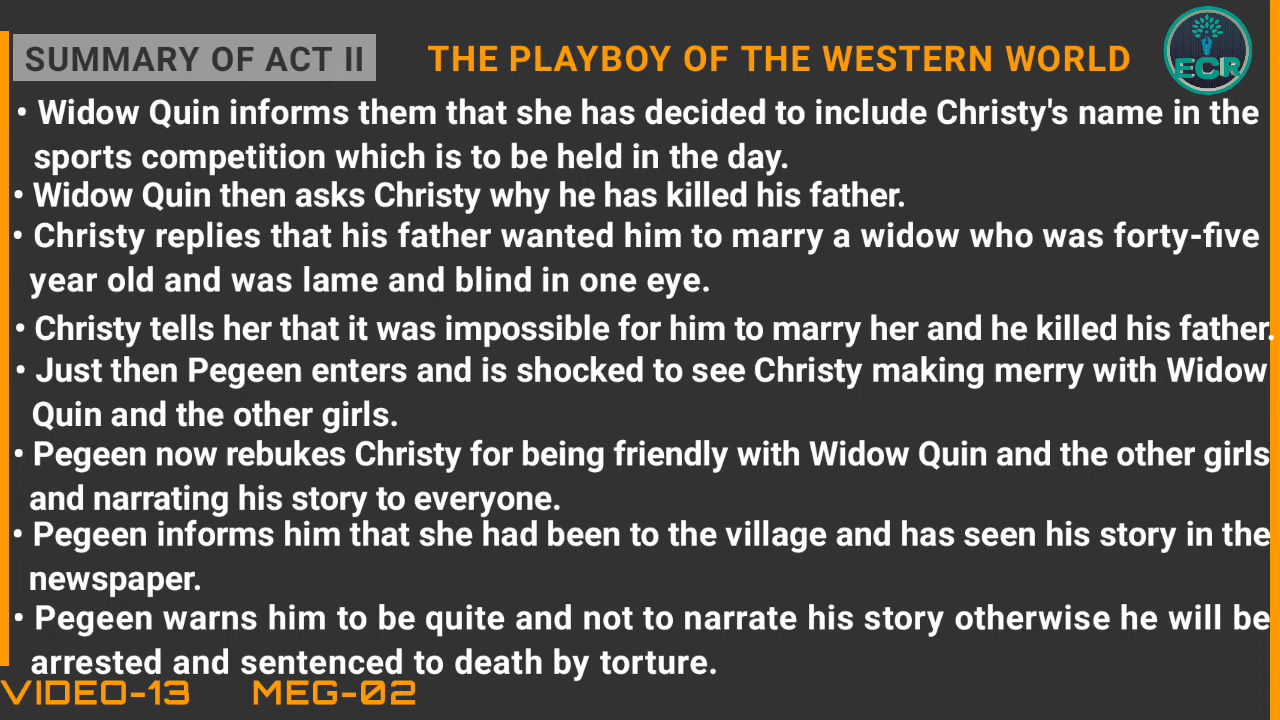 SUMMARY OF ACT II THE PLAYBOY OF THE WESTERN WORLD
ECR
• Widow Quin informs them that she has decided to include Christy's name in the
sports competition which is to be held in the day.
• Widow Quin then asks Christy why he has killed his father.
• Christy replies that his father wanted him to marry a widow who was forty-five
year old and was lame and blind in one eye.
• Christy tells her that it was impossible for him to marry her and he killed his father.
• Just then Pegeen enters and is shocked to see Christy making merry with Widow
Quin and the other girls.
• Pegeen now rebukes Christy for being friendly with Widow Quin and the other girls
and narrating his story to everyone.
• Pegeen informs him that she had been to the village and has seen his story in the
newspaper.
• Pegeen warns him to be quite and not to narrate his story otherwise he will be
arrested and sentenced to death by torture.
VIDEO-13 MEG-02